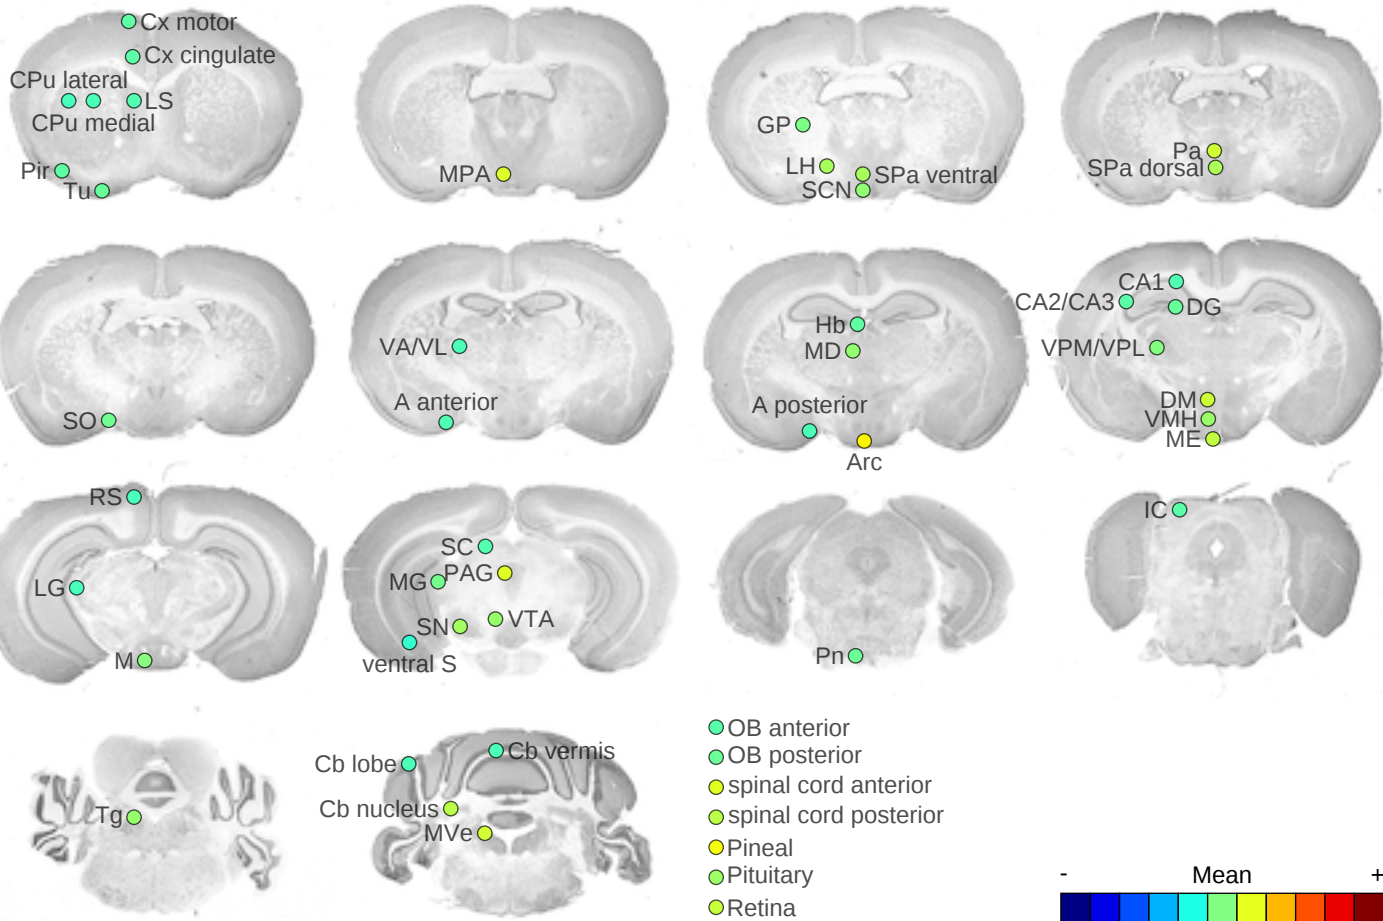 Cx motor
Cx cingulate
CPu lateral
LS
CPu medial
Pir
Tu
MPA
GP
LH
SPa ventral
SCN
Pa
SPa dorsal
SO
VA/VL
A anterior
Hb
MD
A posterior
Arc
CA1
CA2/CA3
DG
VPM/VPL
DM
VMH
ME
RS
LG
M
SC
PAG
MG
SN
VTA
ventral S
Pn
IC
Tg
Cb vermis
Cb lobe
Cb nucleus
MVe
OB anterior
OB posterior
spinal cord anterior
spinal cord posterior
Pineal
Pituitary
Retina
- Mean +